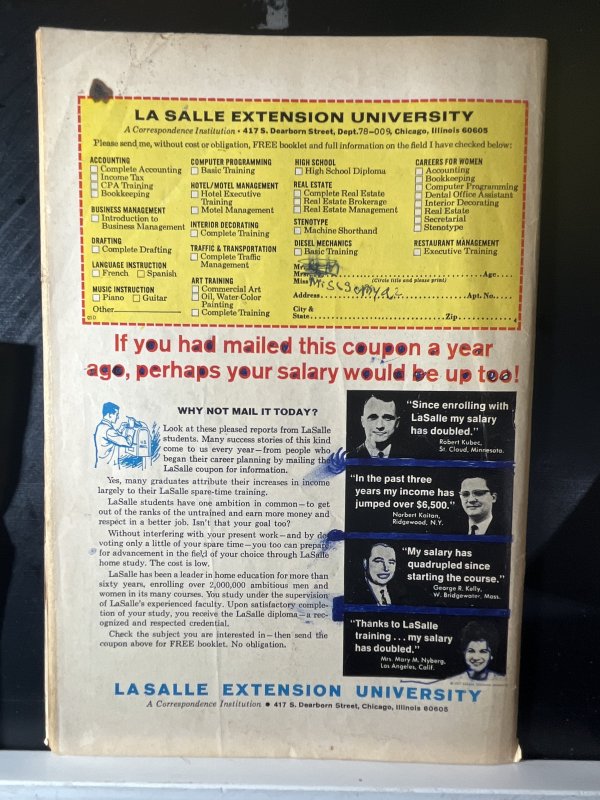 LA SALLE EXTENSION UNIVERSITY
A Correspondence Institution • 417 S. Dearborn Street, Dept. 78-009, Chicago, Illinois 60605
Please send me, without cost or obligation, FREE booklet and full information on the field I have checked below:
ACCOUNTING
Complete Accounting
Income Tax
CPA Training
Bookkeeping
BUSINESS MANAGEMENT
Introduction to
Business Management
DRAFTING
Complete Drafting
LANGUAGE INSTRUCTION
French Spanish
MUSIC INSTRUCTION
Piano Guitar
Other
COMPUTER PROGRAMMING
Basic Training
HOTEL/MOTEL MANAGEMENT
Hotel Executive
Training
Motel Management
INTERIOR DECORATING
Complete Training
TRAFFIC & TRANSPORTATION
Complete Traffic
Management
ART TRAINING
Commercial Art
Oil, Water Color
Painting
Complete Training
HIGH SCHOOL
High School Diploma
REAL ESTATE
Complete Real Estate
Real Estate Brokerage
Real Estate Management
STENOTYPE
Machine Shorthand
DIESEL MECHANICS
Basic Training
CAREERS FOR WOMEN
Accounting
Bookkeeping
Computer Programming
Dental Office Assistant
Interior Decorating
Real Estate
Secretarial
Stenotype
RESTAURANT MANAGEMENT
Executive Training
Mr.
Mrs. Age
Miss (Circle title and please print)
Address Apt. No.
City &
State Zip
If you had mailed this coupon a year
ago, perhaps your salary would be up too!
WHY NOT MAIL IT TODAY?
Look at these pleased reports from LaSalle
students. Many success stories of this kind
come to us every year—from people who
began their career planning by mailing the
LaSalle coupon for information.
Yes, many graduates attribute their increases in income
largely to their LaSalle spare-time training.
LaSalle students have one ambition in common—to get
out of the ranks of the untrained and earn more money and
respect in a better job. Isn't that your goal too?
Without interfering with your present work—and by de-
voting only a little of your spare time—you too can prepare
for advancement in the field of your choice through LaSalle
home study. The cost is low.
LaSalle has been a leader in home education for more than
sixty years, enrolling over 2,000,000 ambitious men and
women in its many courses. You study under the supervision
of LaSalle's experienced faculty. Upon satisfactory comple-
tion of your study, you receive the LaSalle diploma—a rec-
ognized and respected credential.
Check the subject you are interested in—then send the
coupon above for FREE booklet. No obligation.
"Since enrolling with
LaSalle my salary
has doubled."
Robert Kubec,
St. Cloud, Minnesota.
"In the past three
years my income has
jumped over $6,500."
Norbert Kaiton,
Ridgewood, N.Y.
"My salary has
quadrupled since
starting the course."
George R. Kelly,
W. Bridgewater, Mass.
"Thanks to LaSalle
training . . . my salary
has doubled."
Mrs. Mary M. Nyberg,
Los Angeles, Calif.
LASALLE EXTENSION UNIVERSITY
A Correspondence Institution • 417 S. Dearborn Street, Chicago, Illinois 60605